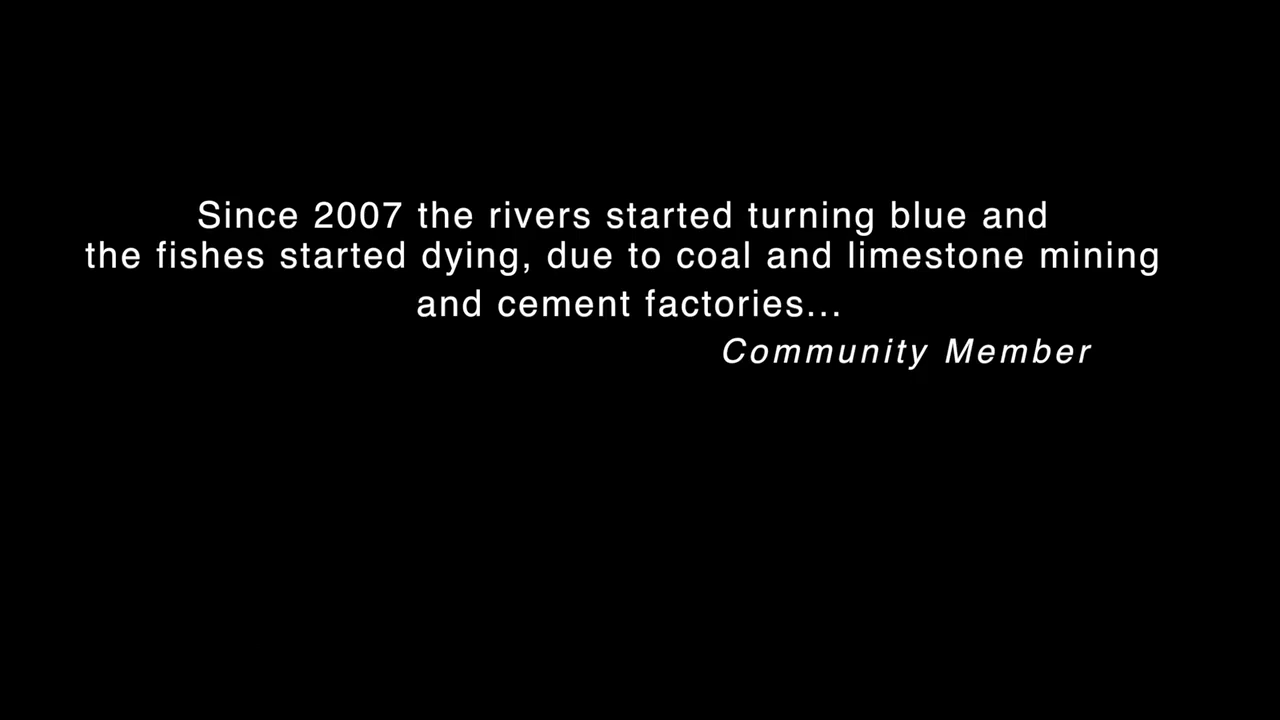 Since 2007 the rivers started turning blue and
the fishes started dying, due to coal and limestone mining
and cement factories...
Community Member